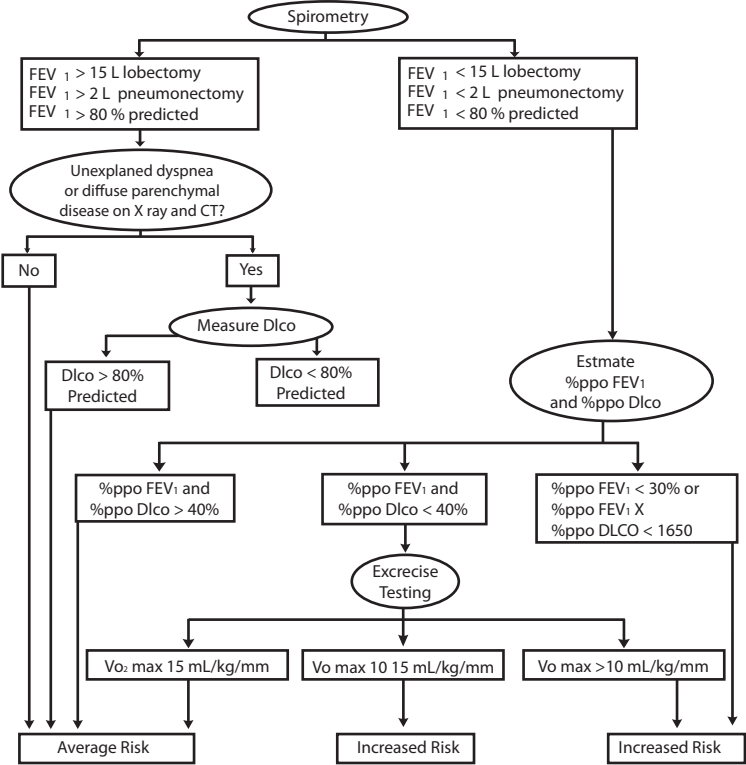 Spirometry
FEV 1 > 15 L lobectomy
FEV 1 > 2 L pneumonectomy
FEV 1 > 80 % predicted
FEV 1 < 15 L lobectomy
FEV 1 < 2 L pneumonectomy
FEV 1 < 80 % predicted
Unexplaned dyspnea
or diffuse parenchymal
disease on X ray and CT?
No
Yes
Measure Dlco
Dlco > 80%
Predicted
Dlco < 80%
Predicted
Estmate
%ppo FEV1
and %ppo Dlco
%ppo FEV1 and
%ppo Dlco > 40%
%ppo FEV1 and
%ppo Dlco < 40%
%ppo FEV1 < 30% or
%ppo FEV1 X
%ppo DLCO < 1650
Excrecise
Testing
Vo2 max 15 mL/kg/mm
Vo max 10 15 mL/kg/mm
Vo max >10 mL/kg/mm
Average Risk
Increased Risk
Increased Risk